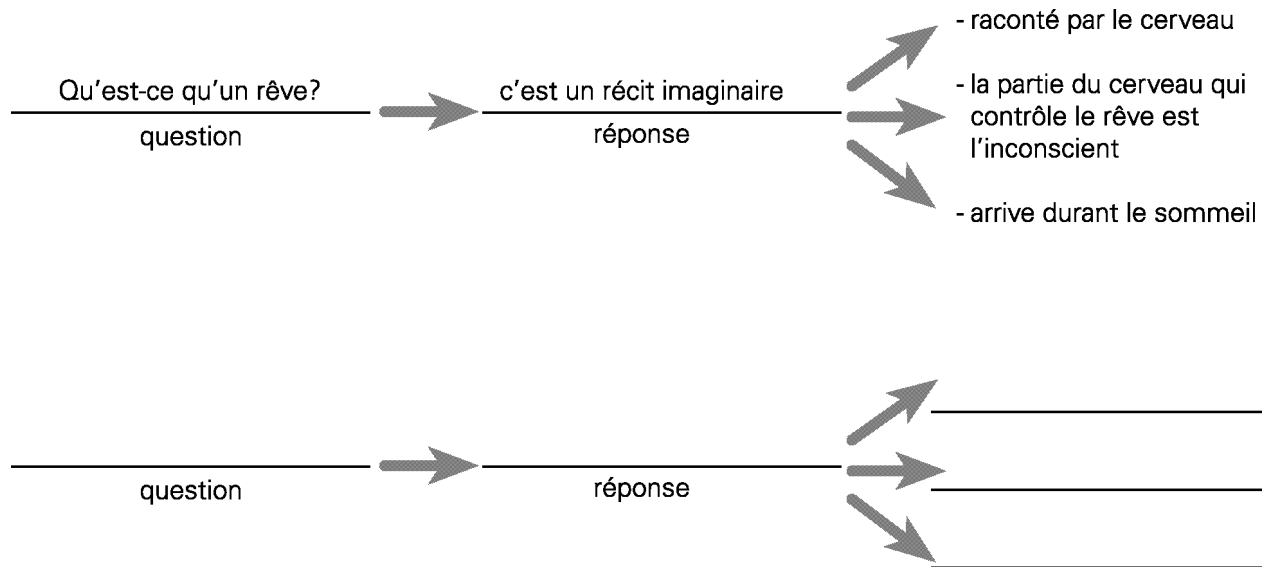 Qu'est-ce qu'un rêve?
question
c'est un récit imaginaire
réponse
- raconté par le cerveau
- la partie du cerveau qui
contrôle le rêve est
l'inconscient
- arrive durant le sommeil
question
réponse